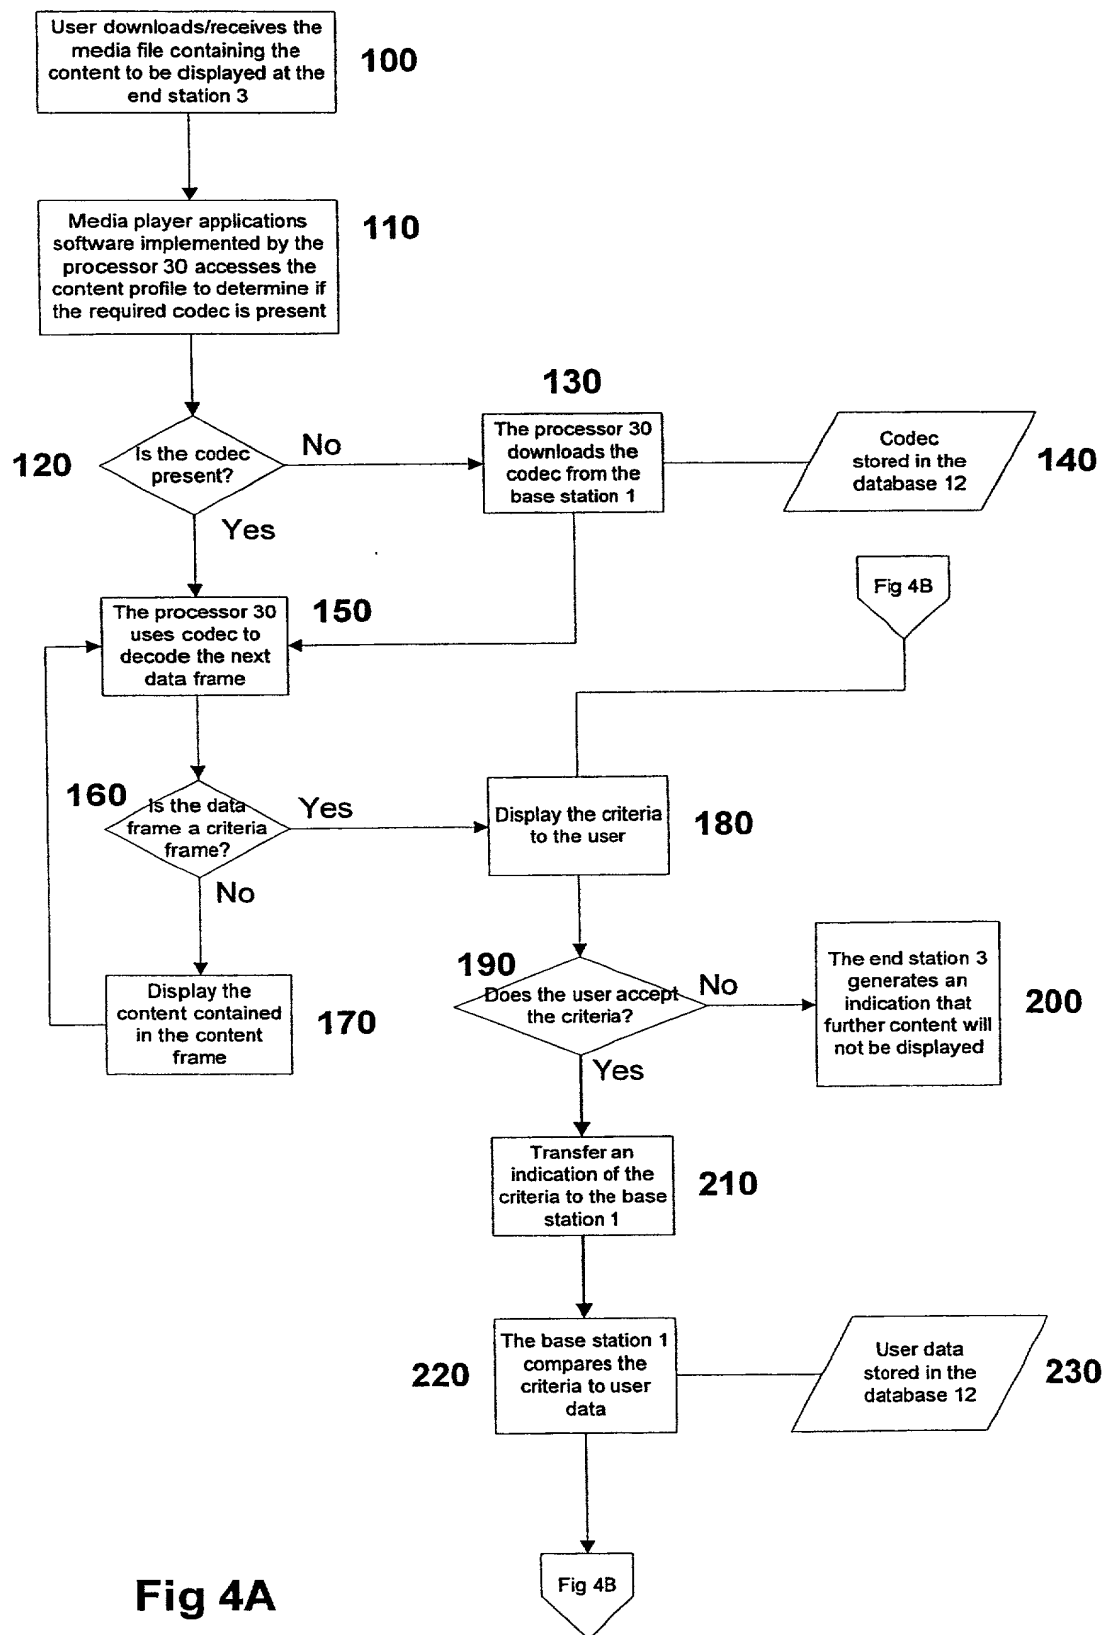 User downloads/receives the
media file containing the
content to be displayed at the
end station 3
100
Media player applications
software implemented by the
processor 30 accesses the
content profile to determine if
the required codec is present
110
120
Is the codec
present?
No
Yes
130
The processor 30
downloads the
codec from the
base station 1
Codec
stored in the
database 12
140
Fig 4B
The processor 30
uses codec to
decode the next
data frame
150
160
Is the data
frame a criteria
frame?
Yes
No
Display the criteria
to the user
180
Display the
content contained
in the content
frame
170
190
Does the user accept
the criteria?
No
Yes
The end station 3
generates an
indication that
further content will
not be displayed
200
Transfer an
indication of the
criteria to the base
station 1
210
220
The base station 1
compares the
criteria to user
data
User data
stored in the
database 12
230
Fig 4B
Fig 4A